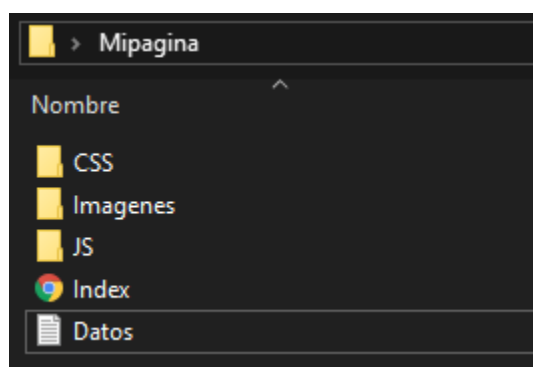 Mipagina
Nombre
CSS
Imagenes
JS
Index
Datos